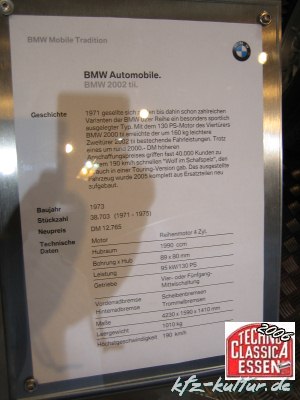 BMW Mobile Tradition
BMW Automobile.
BMW 2002 tii.
Geschichte
1971 gesellte sich zu den bis dahin schon zahlreichen
Varianten der BMW 02er Reihe ein besonders sportlich
ausgelegter Typ. Mit dem 130 PS-Motor des Viertürers
BMW 2000 tii erreichte der um 160 kg leichtere
Zweitürer 2002 tii bestechende Fahrleistungen. Trotz
eines um rund 2000,- DM höheren
Anschaffungspreises griffen fast 40.000 Kunden zu
dem 190 km/h schnellen "Wolf im Schafspelz", den
auch in einer Touring-Version gab. Das ausgestellte
Fahrzeug wurde 2005 komplett aus Ersatzteilen neu
aufgebaut.
Baujahr 1973
Stückzahl 38.703 (1971 - 1975)
Neupreis DM 12.765
Technische Daten
Motor Reihenmotor 4 Zyl.
Hubraum 1990 ccm
Bohrung x Hub 89 x 80 mm
Leistung 95 kW/130 PS
Getriebe Vier- oder Fünfgang-
Mittelschaltung
Vorderradbremse Scheibenbremsen
Hinterradbremse Trommelbremsen
Maße 4230 x 1590 x 1410 mm
Leergewicht 1010 kg
Höchstgeschwindigkeit 190 km/h
2006
TECHNO
CLASSICA
ESSEN
kfz-kultur.de